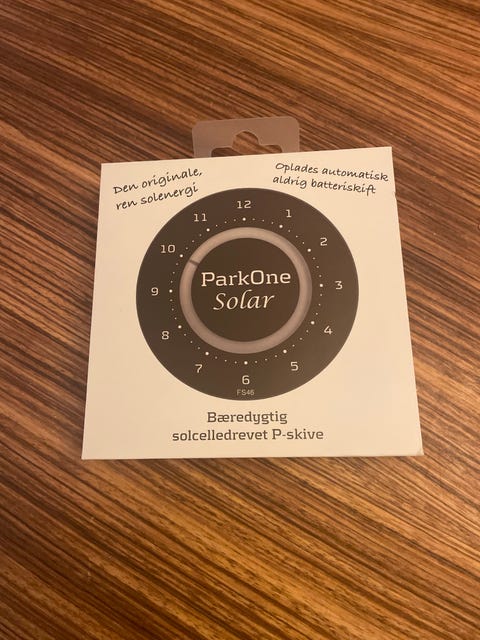 Den originale,
ren solenergi
Oplades automatisk
aldrig batteriskift
12
1
2
3
4
5
6
7
8
9
10
11
ParkOne
Solar
FS46
Bæredygtig
solcelledrevet P-skive